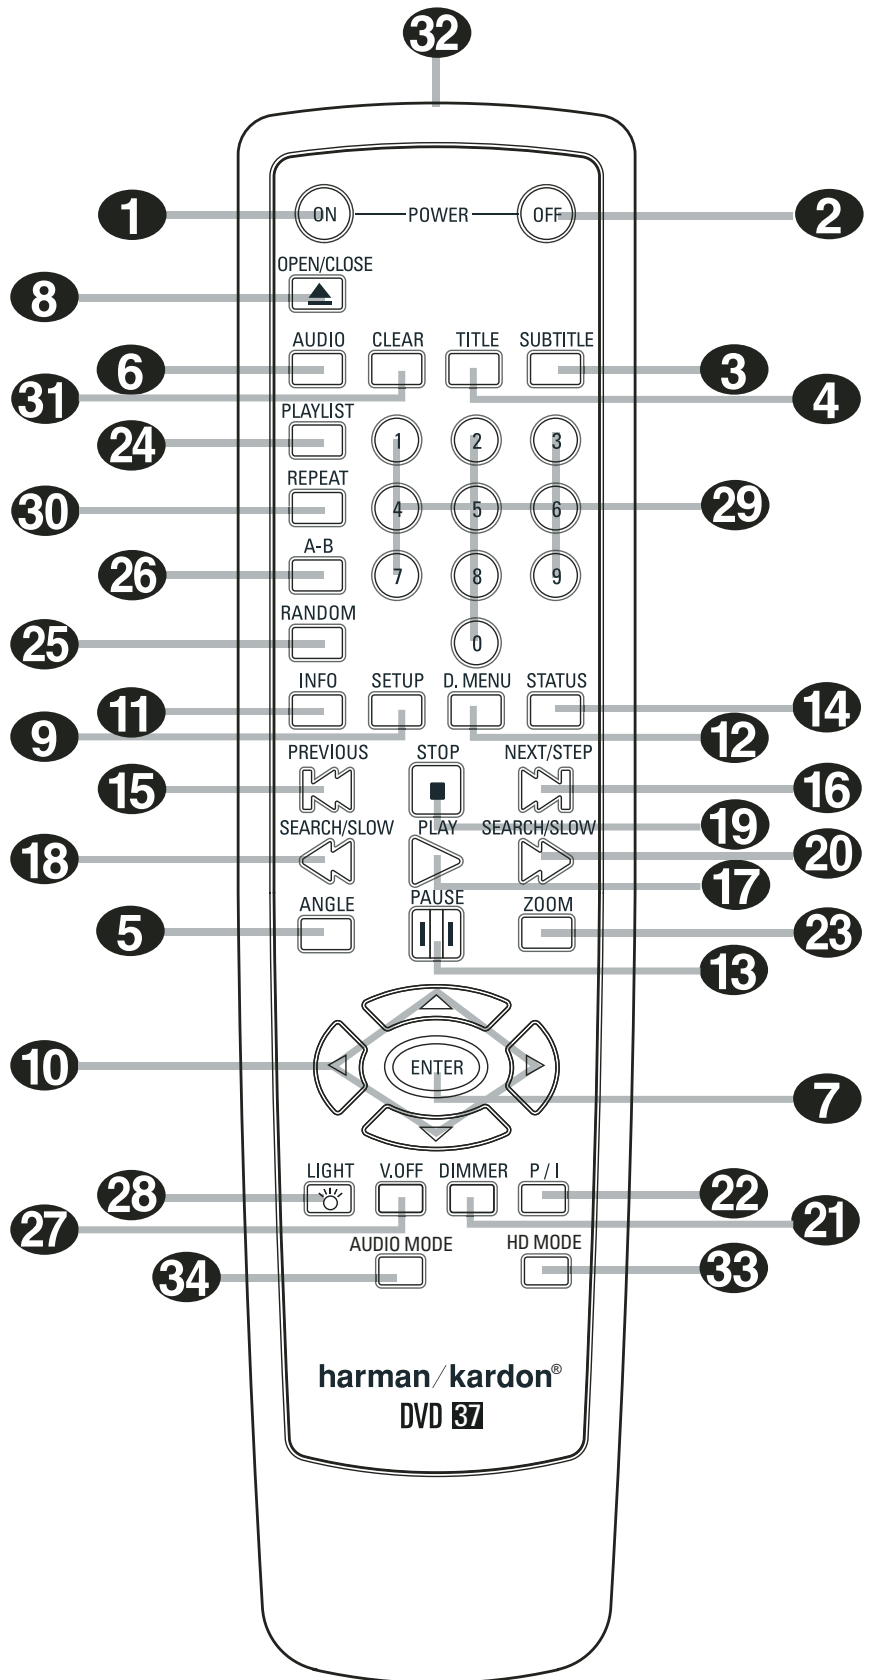 32
1 ON POWER OFF 2
OPEN/CLOSE
8
AUDIO CLEAR TITLE SUBTITLE
6 3
31 4
PLAYLIST
24 1 2 3
REPEAT
30 4 5 6 29
A-B
26 7 8 9
RANDOM
25 0
INFO SETUP D. MENU STATUS
11 14
9 12
PREVIOUS STOP NEXT/STEP
15 16
19
SEARCH/SLOW PLAY SEARCH/SLOW
18 20
17
ANGLE PAUSE ZOOM
5 23
13
10 ENTER
7
LIGHT V.OFF DIMMER P / I
28 22
27 21
AUDIO MODE HD MODE
34 33
harman/kardon®
DVD 37